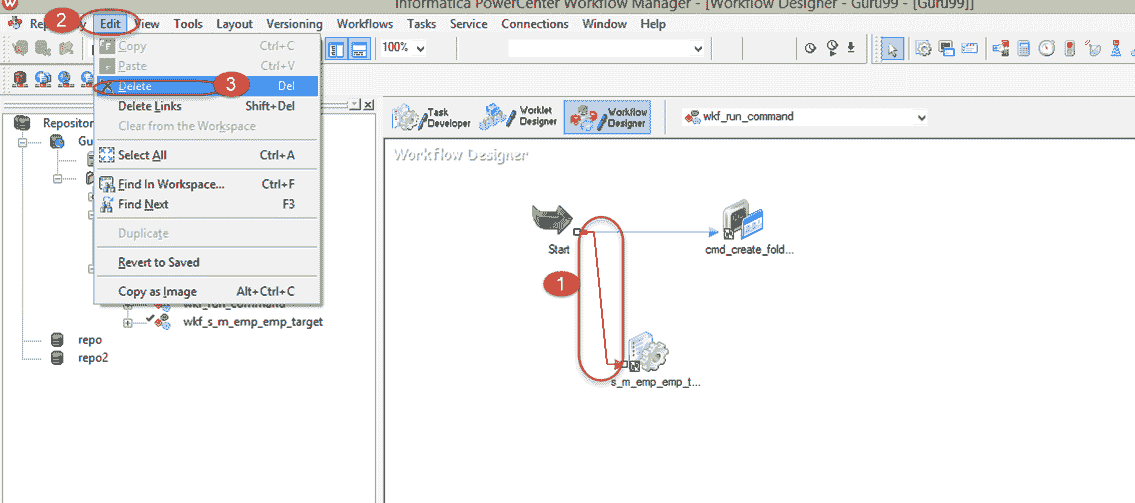 Informatica PowerCenter Workflow Manager - [Workflow Designer - Guru99 - [Guru99]]
2 Edit View Tools Layout Versioning Workflows Tasks Service Connections Window Help
Copy Ctrl+C
Paste Ctrl+V
100%
Delete 3 Del
Delete Links Shift+Del
Clear from the Workspace
Select All Ctrl+A
Find In Workspace... Ctrl+F
Find Next F3
Duplicate
Revert to Saved
Copy as Image Alt+Ctrl+C
Repositor
Gu
wkf_run_command
wkf_s_m_emp_emp_target
repo
repo2
Task Developer
Worklet Designer
Workflow Designer
wkf_run_command
Workflow Designer
Start
cmd_create_fold...
1
s_m_emp_emp_t...